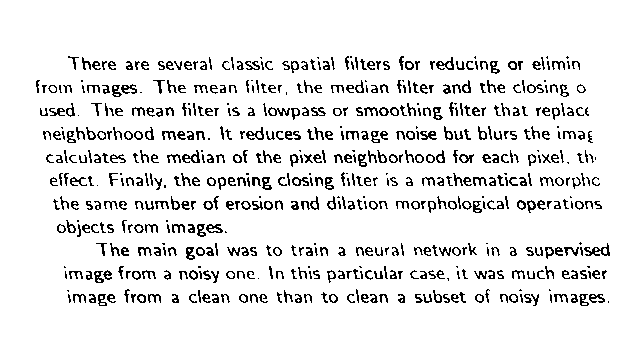 There are several classic spatial filters for reducing or elimin
from images. The mean filter, the median filter and the closing o
used. The mean filter is a lowpass or smoothing filter that replac
neighborhood mean. It reduces the image noise but blurs the imag
calculates the median of the pixel neighborhood for each pixel, th
effect. Finally, the opening closing filter is a mathematical morpho
the same number of erosion and dilation morphological operations
objects from images.
The main goal was to train a neural network in a supervised
image from a noisy one. In this particular case, it was much easier
image from a clean one than to clean a subset of noisy images.